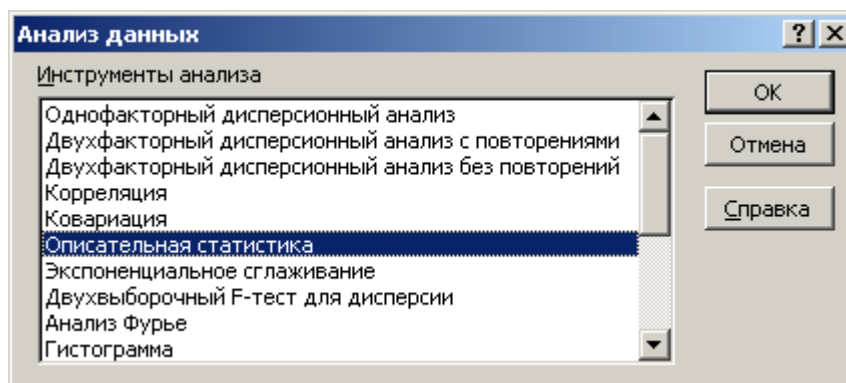 Анализ данных
Инструменты анализа
Однофакторный дисперсионный анализ
Двухфакторный дисперсионный анализ с повторениями
Двухфакторный дисперсионный анализ без повторений
Корреляция
Ковариация
Описательная статистика
Экспоненциальное сглаживание
Двухвыборочный F-тест для дисперсии
Анализ Фурье
Гистограмма
ОК
Отмена
Справка